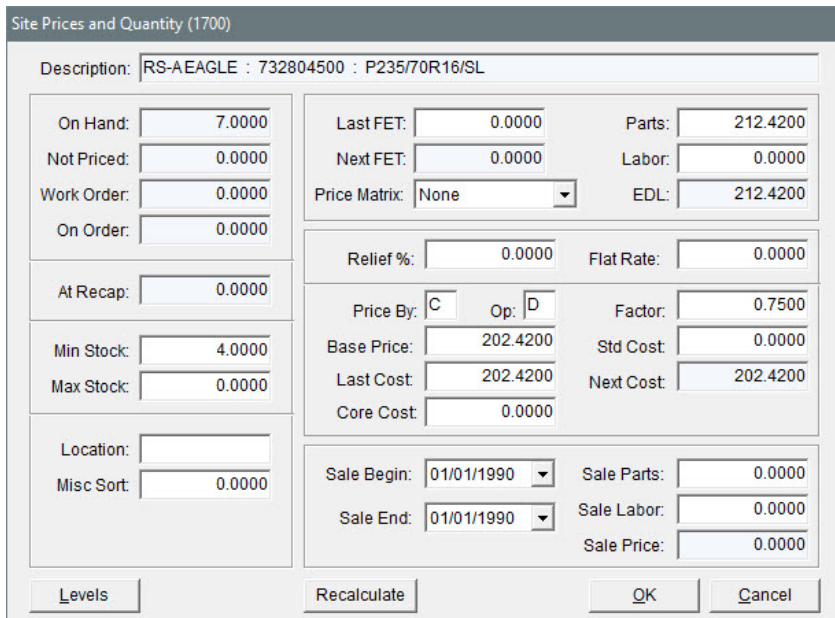 Site Prices and Quantity (1700)
Description: RS-AEAGLE : 732804500 : P235/70R16/SL
On Hand: 7.0000
Not Priced: 0.0000
Work Order: 0.0000
On Order: 0.0000
At Recap: 0.0000
Min Stock: 4.0000
Max Stock: 0.0000
Location:
Misc Sort: 0.0000
Last FET: 0.0000 Parts: 212.4200
Next FET: 0.0000 Labor: 0.0000
Price Matrix: None EDL: 212.4200
Relief %: 0.0000 Flat Rate: 0.0000
Price By: C Op: D Factor: 0.7500
Base Price: 202.4200 Std Cost: 0.0000
Last Cost: 202.4200 Next Cost: 202.4200
Core Cost: 0.0000
Sale Begin: 01/01/1990 Sale Parts: 0.0000
Sale End: 01/01/1990 Sale Labor: 0.0000
Sale Price: 0.0000
Levels Recalculate OK Cancel